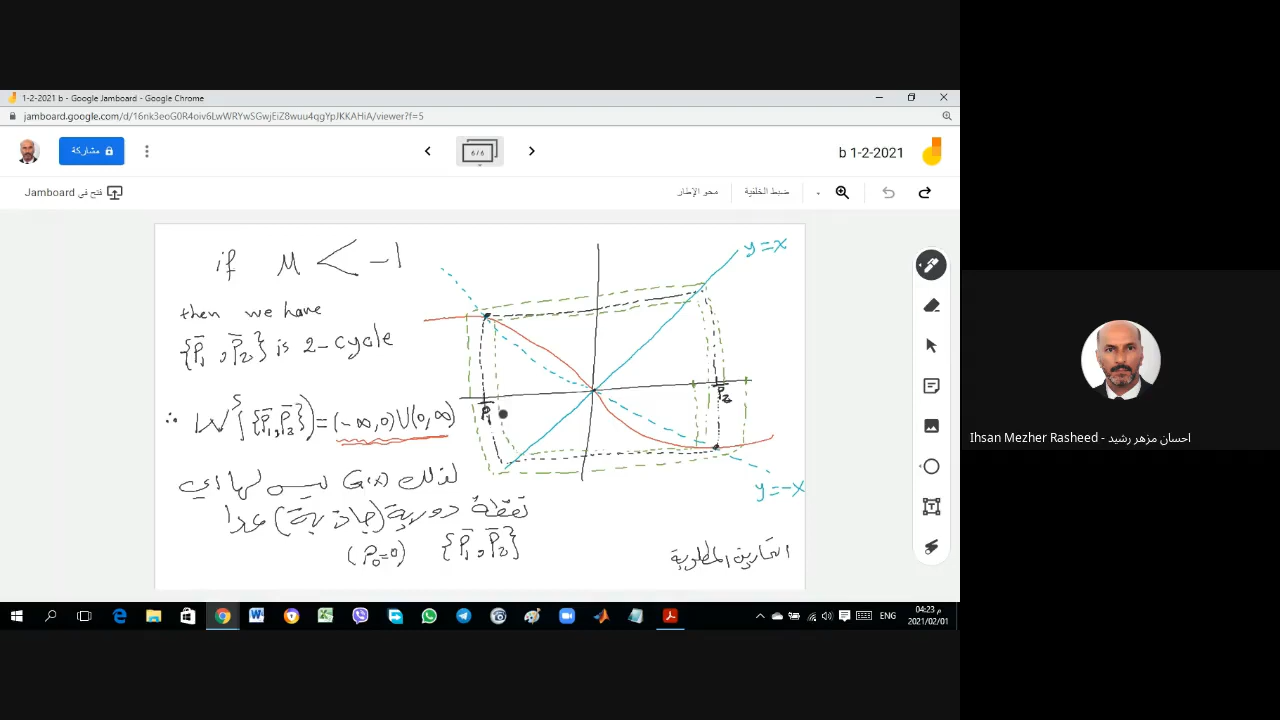 1-2-2021 b - Google Jamboard - Google Chrome
jamboard.google.com/d/16nk3eoG0R4oiv6LwWRYwSGwjEiZ8wuu4qgYpJKKAHiA/viewer?f=5
مشاركة
6/6
b 1-2-2021
فتح في Jamboard
محو الإطار
ضبط الخلفية
if μ < -1
then we have
{P̄₁, P̄₂} is 2-cycle
∴ Wˢ({P̄₁, P̄₂}) = (-∞,0)∪(0,∞)
لذلك G(x) ليس لها اي
نقطة دورية (جاذبة) عدا
{P̄₁, P̄₂} (P₀=0)
التمارين المطلوبة
y=x
P̄₁
P̄₂
y=-x
Ihsan Mezher Rasheed - احسان مزهر رشيد
ENG
04:23 م
2021/02/01